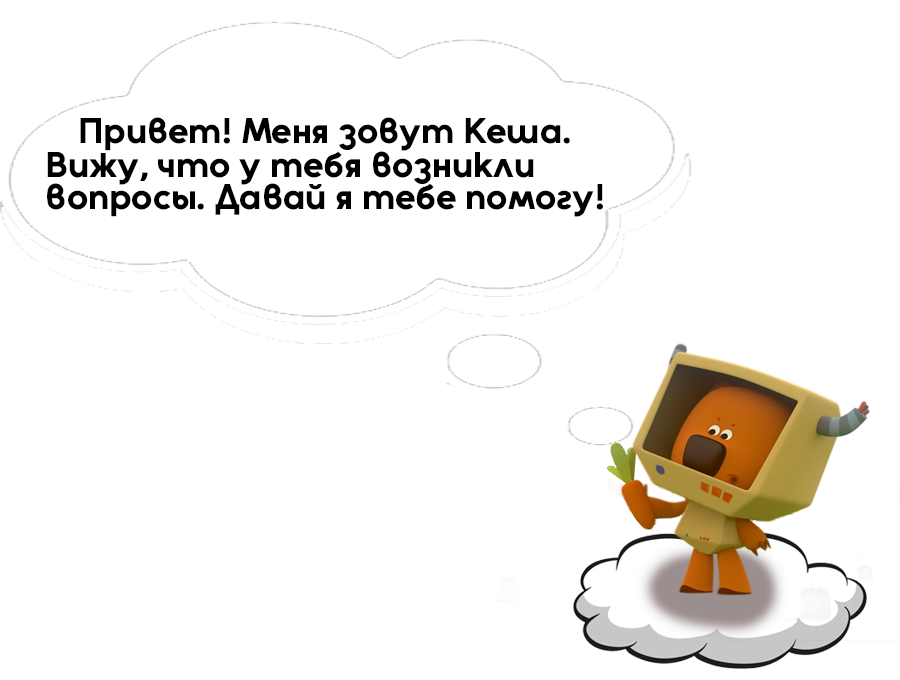 Привет! Меня зовут Кеша.
Вижу, что у тебя возникли
вопросы. Давай я тебе помогу!